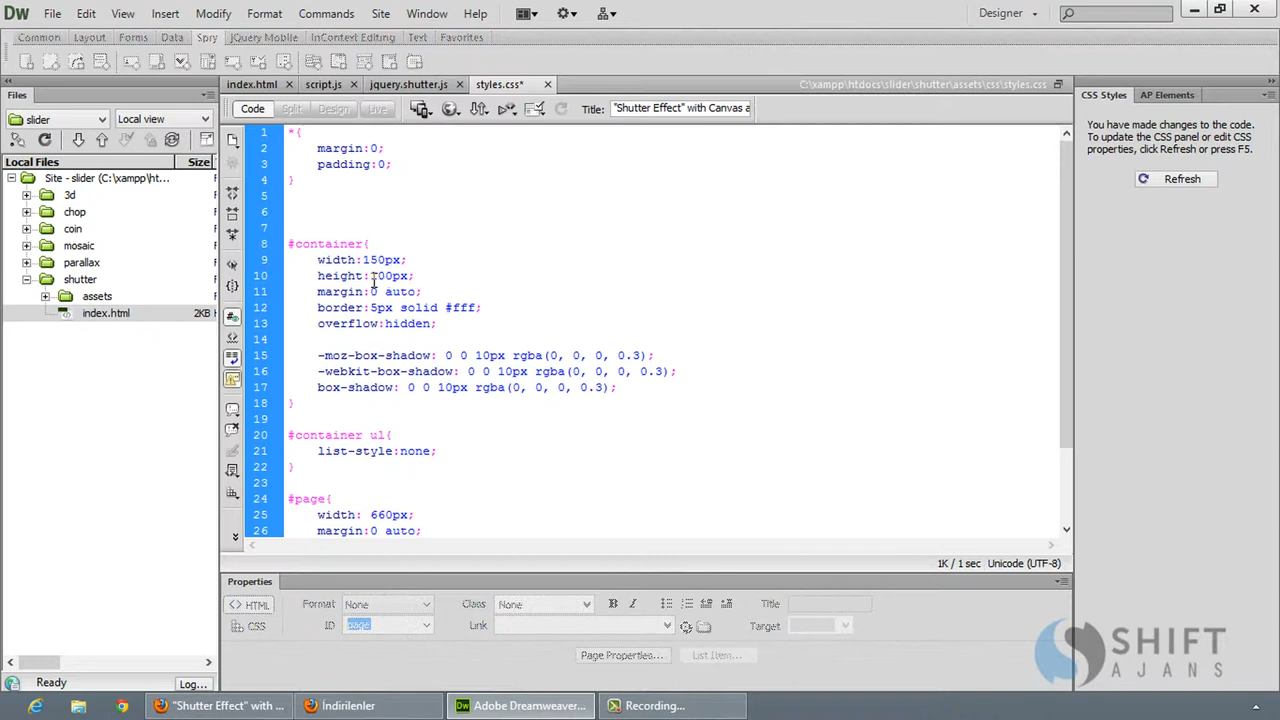 Dw File Edit View Insert Modify Format Commands Site Window Help Designer
Common Layout Forms Data Spry jQuery Mobile InContext Editing Text Favorites
Files
index.html script.js jquery.shutter.js styles.css* C:\xampp\htdocs\slider\shutter\assets\css\styles.css
Code Split Design Live Title: "Shutter Effect" with Canvas a
slider Local view
Local Files Size
Site - slider (C:\xampp\ht... F
3d F
chop F
coin F
mosaic F
parallax F
shutter F
assets F
index.html 2KB F
1 *{
2 margin:0;
3 padding:0;
4 }
5
6
7
8 #container{
9 width:150px;
10 height:100px;
11 margin:0 auto;
12 border:5px solid #fff;
13 overflow:hidden;
14
15 -moz-box-shadow: 0 0 10px rgba(0, 0, 0, 0.3);
16 -webkit-box-shadow: 0 0 10px rgba(0, 0, 0, 0.3);
17 box-shadow: 0 0 10px rgba(0, 0, 0, 0.3);
18 }
19
20 #container ul{
21 list-style:none;
22 }
23
24 #page{
25 width: 660px;
26 margin:0 auto;
1K / 1 sec Unicode (UTF-8)
CSS Styles AP Elements
You have made changes to the code.
To update the CSS panel or edit CSS
properties, click Refresh or press F5.
Refresh
Properties
<> HTML Format None Class None B I Title
CSS ID page Link Target
Page Properties... List Item...
Ready Log...
SHIFT
AJANS
"Shutter Effect" with ... İndirilenler Adobe Dreamweaver... Recording...